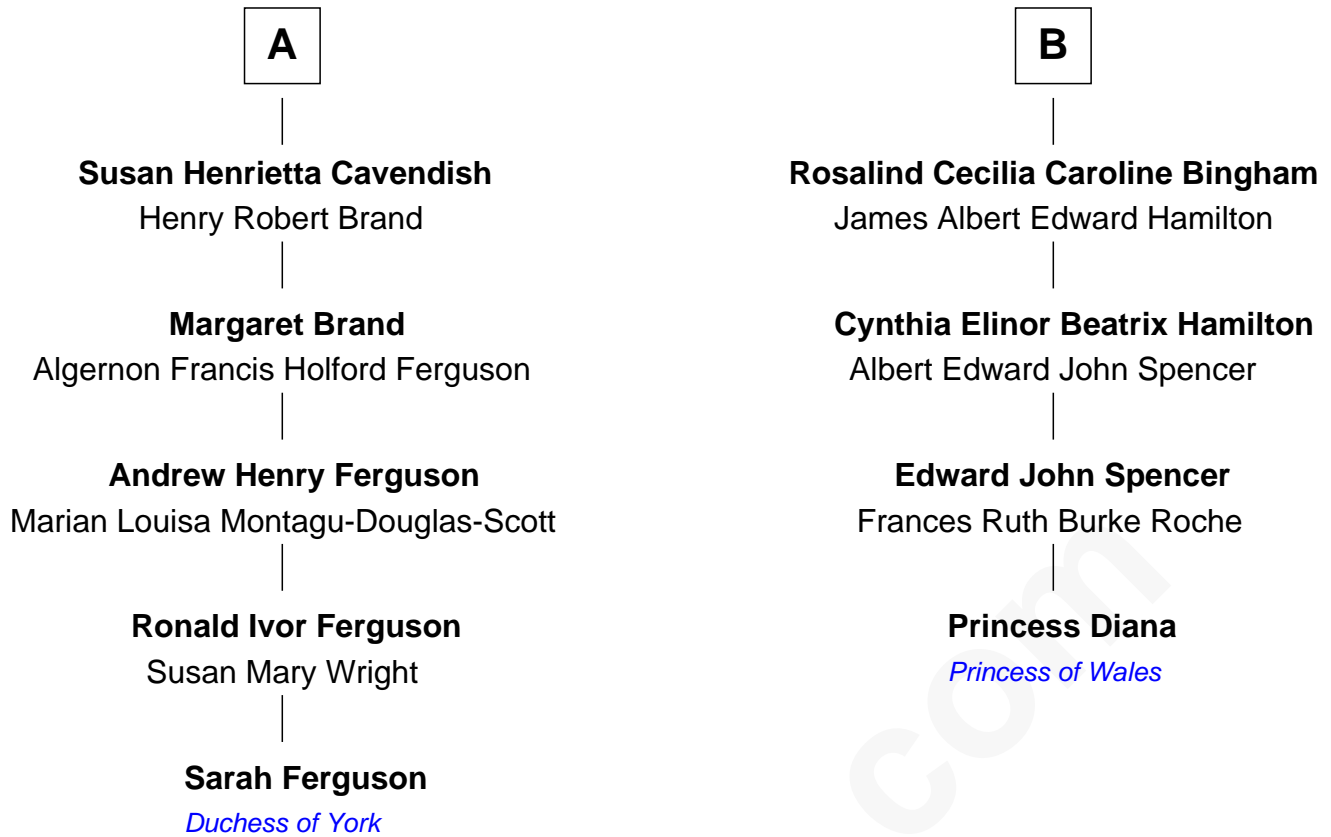 A
Susan Henrietta Cavendish
Henry Robert Brand
Margaret Brand
Algernon Francis Holford Ferguson
Andrew Henry Ferguson
Marian Louisa Montagu-Douglas-Scott
Ronald Ivor Ferguson
Susan Mary Wright
Sarah Ferguson
Duchess of York
B
Rosalind Cecilia Caroline Bingham
James Albert Edward Hamilton
Cynthia Elinor Beatrix Hamilton
Albert Edward John Spencer
Edward John Spencer
Frances Ruth Burke Roche
Princess Diana
Princess of Wales
com